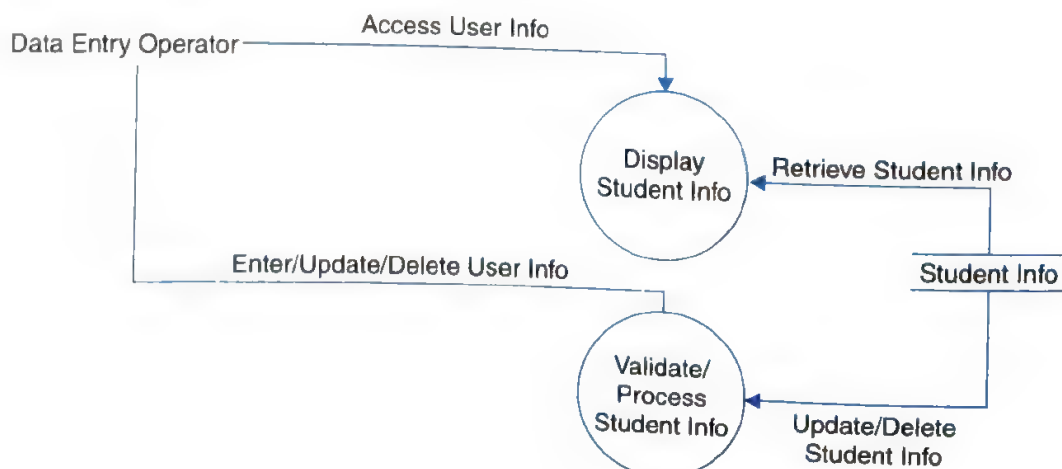 Access User Info
Data Entry Operator
Display
Student Info
Retrieve Student Info
Student Info
Enter/Update/Delete User Info
Validate/
Process
Student Info
Update/Delete
Student Info